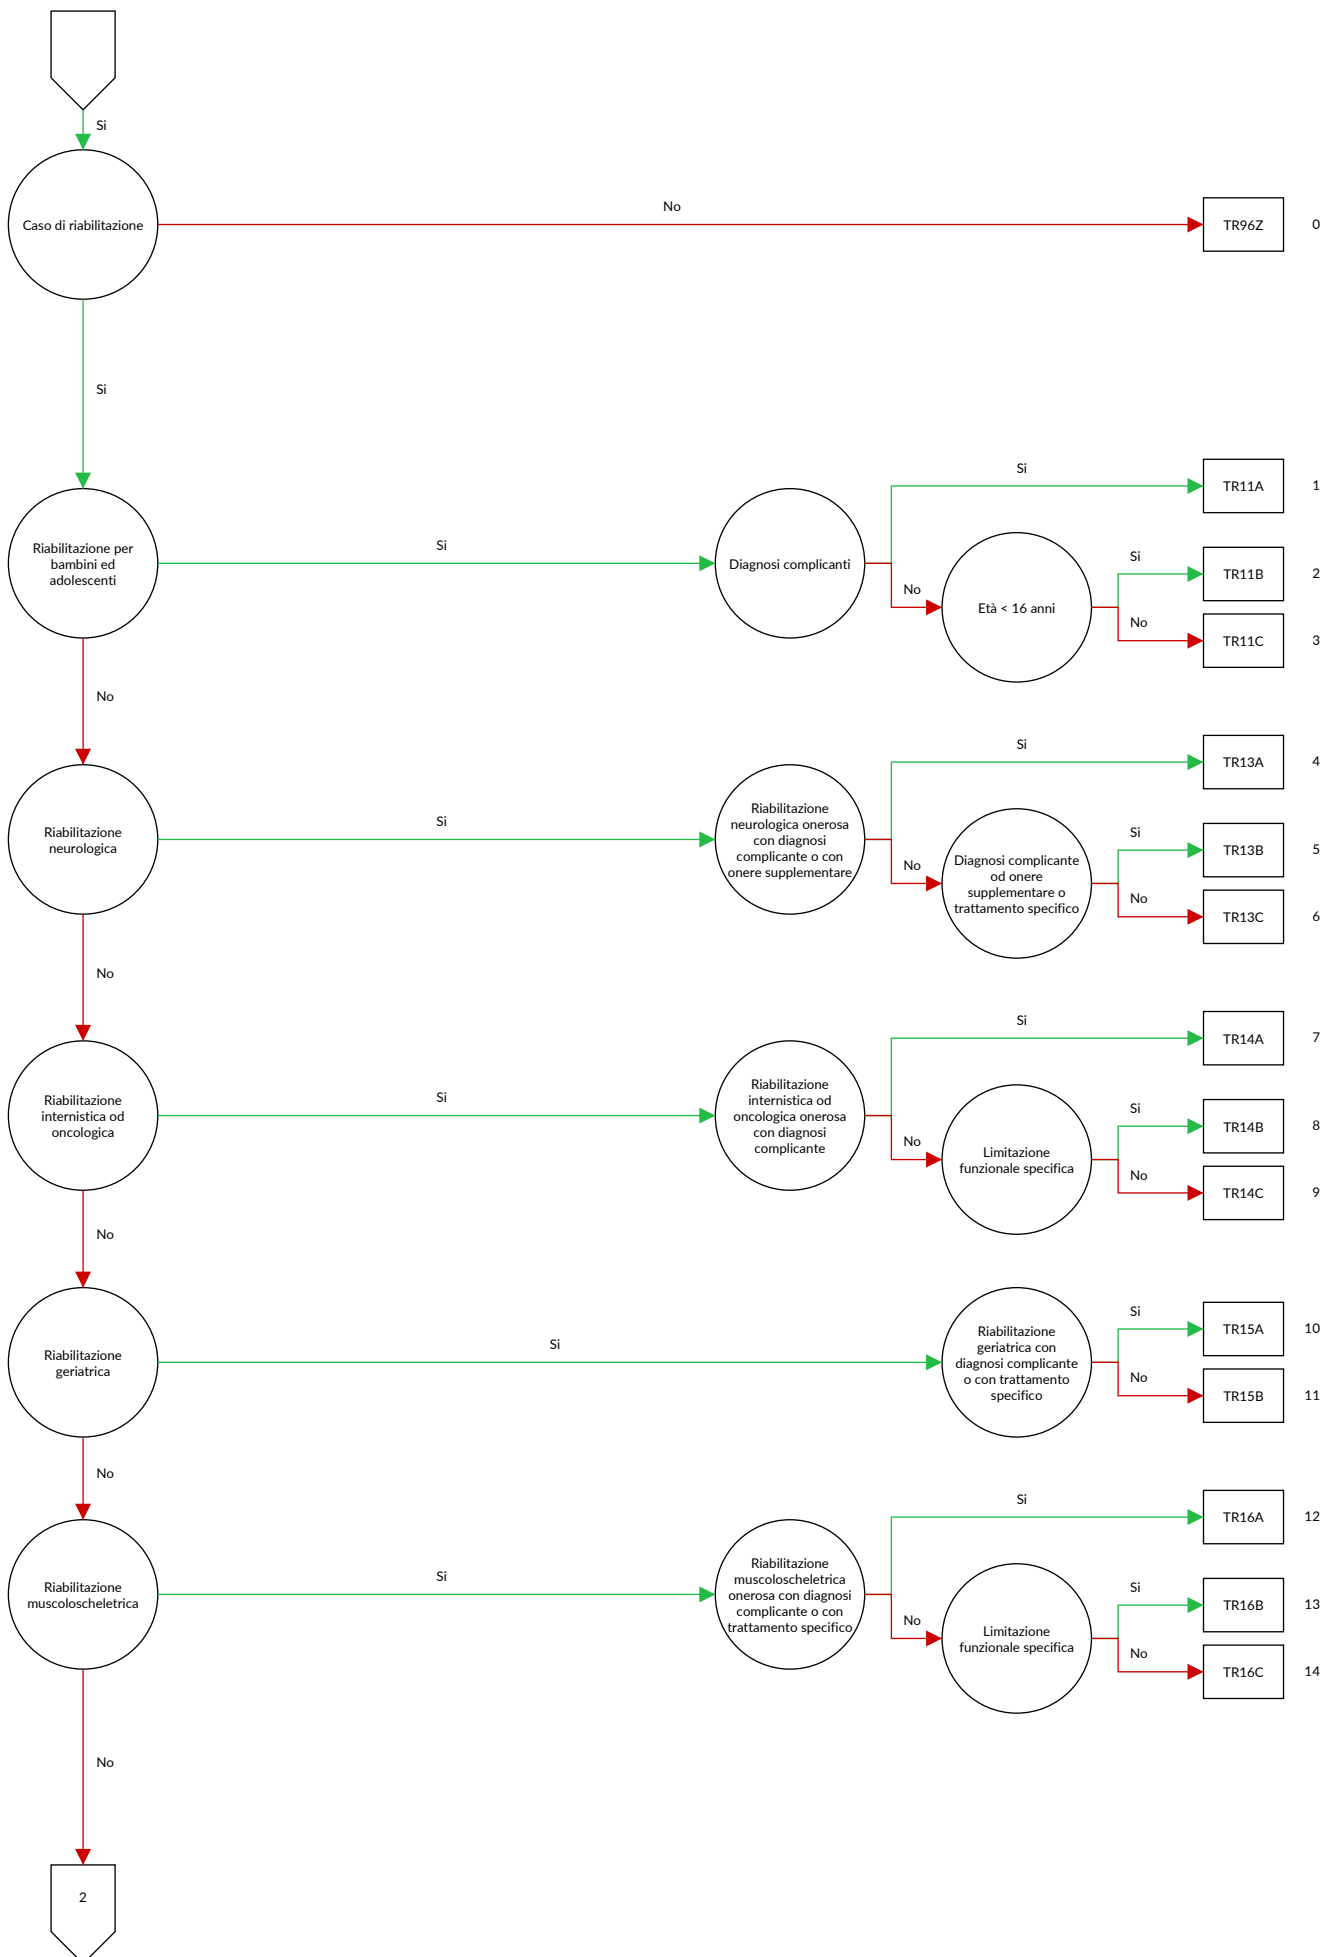 Si
Caso di riabilitazione
No
TR96Z
0
Si
Riabilitazione per
bambini ed
adolescenti
Si
Diagnosi complicanti
Si
TR11A
1
No
Età < 16 anni
Si
TR11B
2
No
TR11C
3
No
Riabilitazione
neurologica
Si
Riabilitazione
neurologica onerosa
con diagnosi
complicante o con
onere supplementare
Si
TR13A
4
No
Diagnosi complicante
od onere
supplementare o
trattamento specifico
Si
TR13B
5
No
TR13C
6
No
Riabilitazione
internistica od
oncologica
Si
Riabilitazione
internistica od
oncologica onerosa
con diagnosi
complicante
Si
TR14A
7
No
Limitazione
funzionale specifica
Si
TR14B
8
No
TR14C
9
No
Riabilitazione
geriatrica
Si
Riabilitazione
geriatrica con
diagnosi complicante
o con trattamento
specifico
Si
TR15A
10
No
TR15B
11
No
Riabilitazione
muscoloscheletrica
Si
Riabilitazione
muscoloscheletrica
onerosa con diagnosi
complicante o con
trattamento specifico
Si
TR16A
12
No
Limitazione
funzionale specifica
Si
TR16B
13
No
TR16C
14
No
2